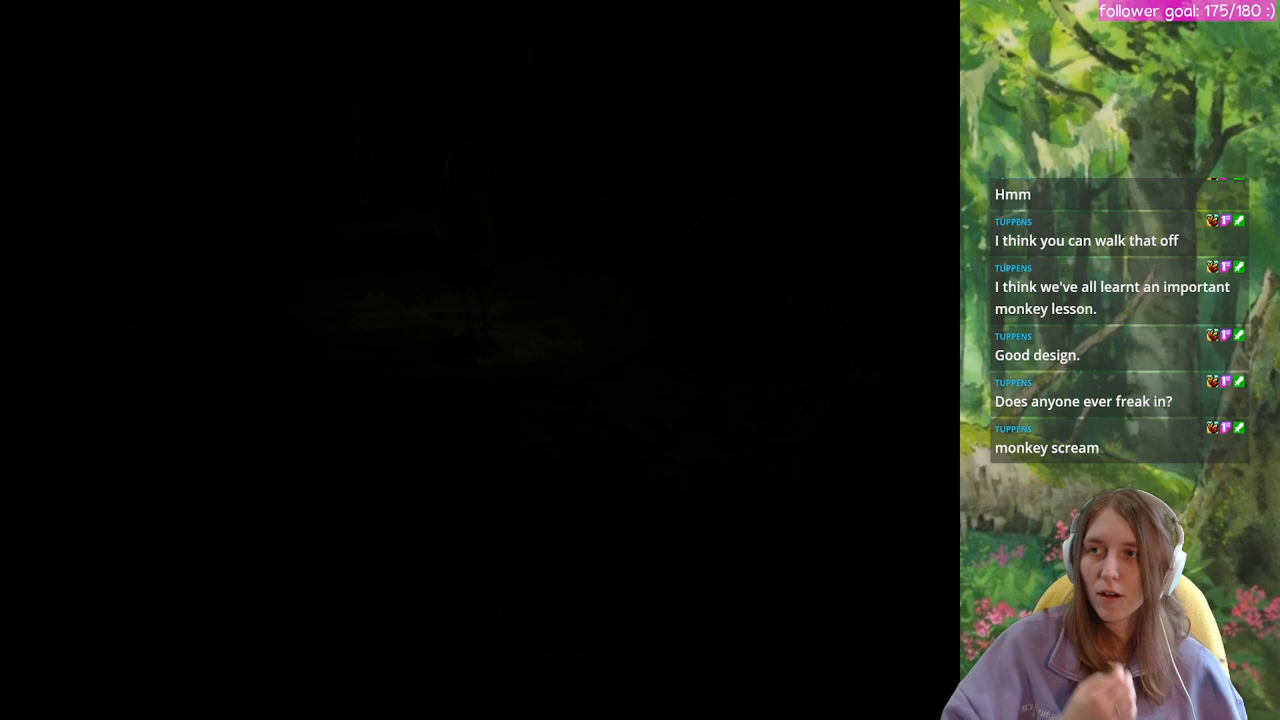 follower goal: 175/180 :)
Hmm
TUPPENS
I think you can walk that off
TUPPENS
I think we've all learnt an important
monkey lesson.
TUPPENS
Good design.
TUPPENS
Does anyone ever freak in?
TUPPENS
monkey scream